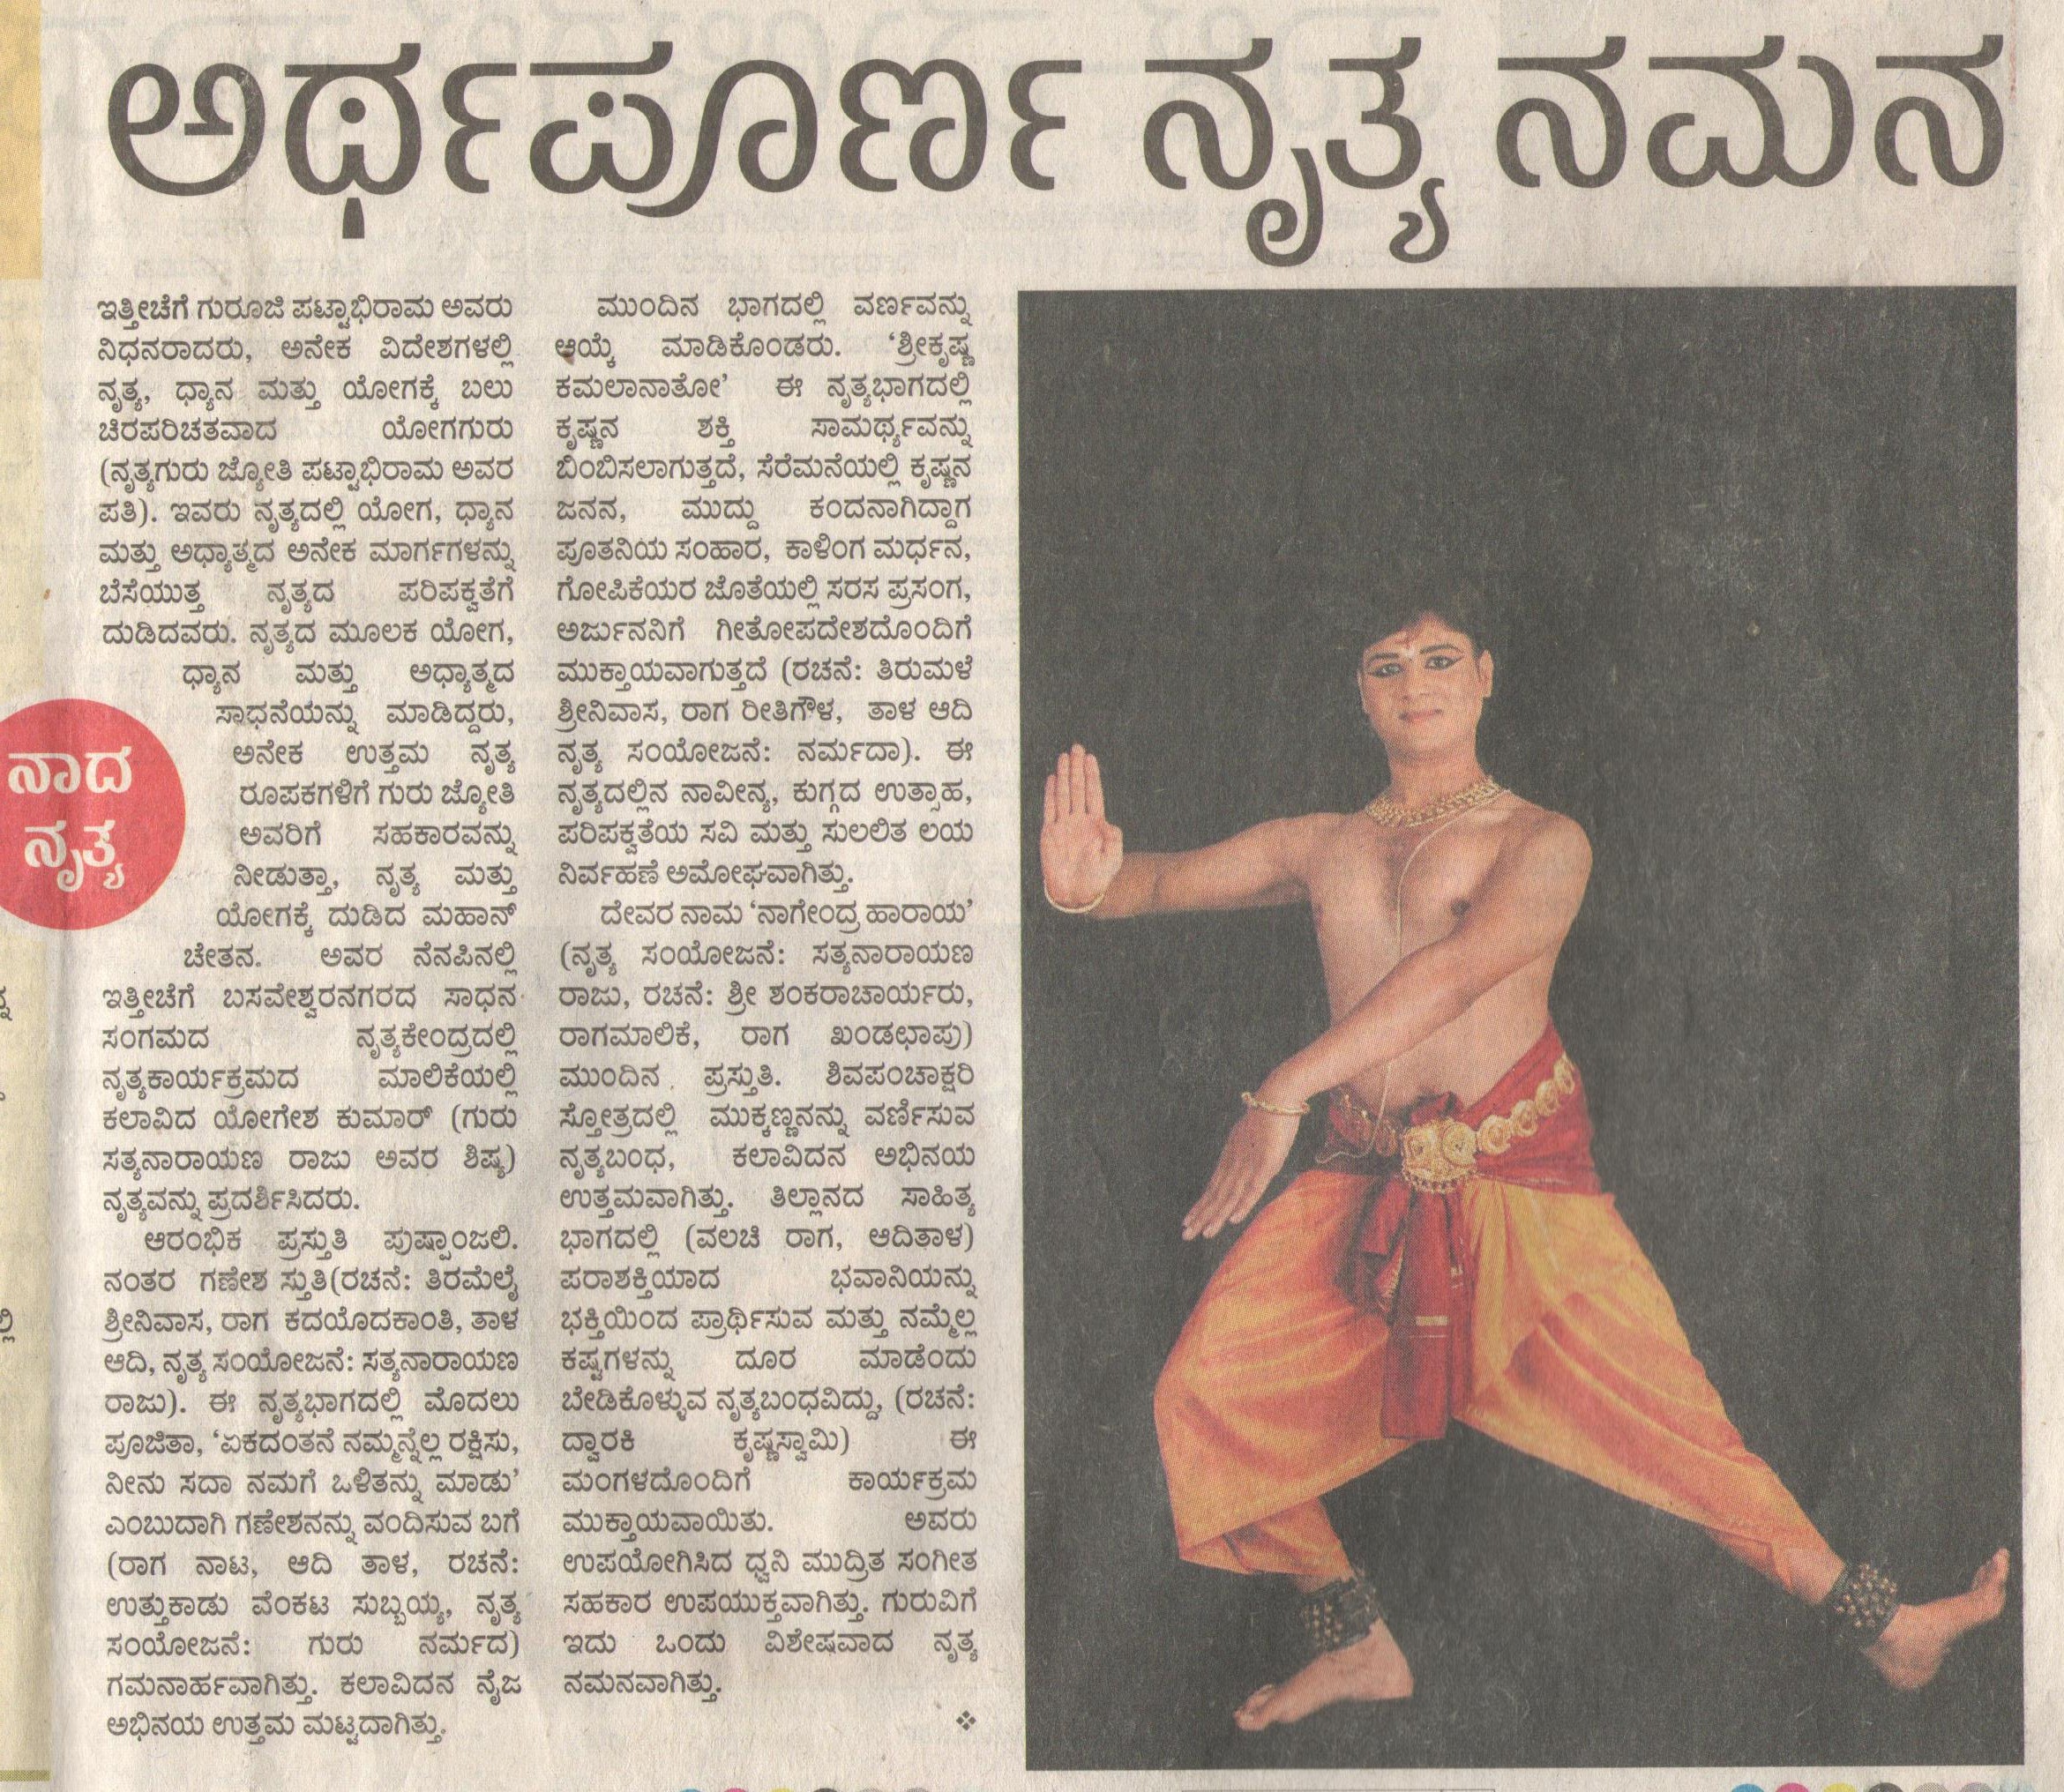 ಅರ್ಥಪೂರ್ಣ ನೃತ್ಯ ನಮನ
ಇತ್ತೀಚೆಗೆ ಗುರೂಜಿ ಪಟ್ಟಾಭಿರಾಮ ಅವರು
ನಿಧನರಾದರು, ಅನೇಕ ವಿದೇಶಗಳಲ್ಲಿ
ನೃತ್ಯ, ಧ್ಯಾನ ಮತ್ತು ಯೋಗಕ್ಕೆ ಬಲು
ಚಿರಪರಿಚತವಾದ ಯೋಗಗುರು
(ನೃತ್ಯಗುರು ಜ್ಯೋತಿ ಪಟ್ಟಾಭಿರಾಮ ಅವರ
ಪತಿ). ಇವರು ನೃತ್ಯದಲ್ಲಿ ಯೋಗ, ಧ್ಯಾನ
ಮತ್ತು ಅಧ್ಯಾತ್ಮದ ಅನೇಕ ಮಾರ್ಗಗಳನ್ನು
ಬೆಸೆಯುತ್ತ ನೃತ್ಯದ ಪರಿಪಕ್ವತೆಗೆ
ದುಡಿದವರು. ನೃತ್ಯದ ಮೂಲಕ ಯೋಗ,
ಧ್ಯಾನ ಮತ್ತು ಅಧ್ಯಾತ್ಮದ
ಸಾಧನೆಯನ್ನು ಮಾಡಿದ್ದರು,
ಅನೇಕ ಉತ್ತಮ ನೃತ್ಯ
ರೂಪಕಗಳಿಗೆ ಗುರು ಜ್ಯೋತಿ
ಅವರಿಗೆ ಸಹಕಾರವನ್ನು
ನೀಡುತ್ತಾ, ನೃತ್ಯ ಮತ್ತು
ಯೋಗಕ್ಕೆ ದುಡಿದ ಮಹಾನ್
ಚೇತನ. ಅವರ ನೆನಪಿನಲ್ಲಿ
ಇತ್ತೀಚೆಗೆ ಬಸವೇಶ್ವರನಗರದ ಸಾಧನ
ಸಂಗಮದ ನೃತ್ಯಕೇಂದ್ರದಲ್ಲಿ
ನೃತ್ಯಕಾರ್ಯಕ್ರಮದ ಮಾಲಿಕೆಯಲ್ಲಿ
ಕಲಾವಿದ ಯೋಗೇಶ ಕುಮಾರ್ (ಗುರು
ಸತ್ಯನಾರಾಯಣ ರಾಜು ಅವರ ಶಿಷ್ಯ)
ನೃತ್ಯವನ್ನು ಪ್ರದರ್ಶಿಸಿದರು.
ಆರಂಭಿಕ ಪ್ರಸ್ತುತಿ ಪುಷ್ಪಾಂಜಲಿ.
ನಂತರ ಗಣೇಶ ಸ್ತುತಿ(ರಚನೆ: ತಿರಮೆಲೈ
ಶ್ರೀನಿವಾಸ, ರಾಗ ಕದಯೊದಕಾಂತಿ, ತಾಳ
ಆದಿ, ನೃತ್ಯ ಸಂಯೋಜನೆ: ಸತ್ಯನಾರಾಯಣ
ರಾಜು). ಈ ನೃತ್ಯಭಾಗದಲ್ಲಿ ಮೊದಲು
ಪೂಜಿತಾ, ‘ಏಕದಂತನೆ ನಮ್ಮನ್ನೆಲ್ಲ ರಕ್ಷಿಸು,
ನೀನು ಸದಾ ನಮಗೆ ಒಳಿತನ್ನು ಮಾಡು’
ಎಂಬುದಾಗಿ ಗಣೇಶನನ್ನು ವಂದಿಸುವ ಬಗೆ
(ರಾಗ ನಾಟ, ಆದಿ ತಾಳ, ರಚನೆ:
ಉತ್ತುಕಾಡು ವೆಂಕಟ ಸುಬ್ಬಯ್ಯ, ನೃತ್ಯ
ಸಂಯೋಜನೆ: ಗುರು ನರ್ಮದ)
ಗಮನಾರ್ಹವಾಗಿತ್ತು. ಕಲಾವಿದನ ನೈಜ
ಅಭಿನಯ ಉತ್ತಮ ಮಟ್ಟದಾಗಿತ್ತು.
ನಾದ
ನೃತ್ಯ
ಮುಂದಿನ ಭಾಗದಲ್ಲಿ ವರ್ಣವನ್ನು
ಆಯ್ಕೆ ಮಾಡಿಕೊಂಡರು. ‘ಶ್ರೀಕೃಷ್ಣ
ಕಮಲಾನಾತೋ’ ಈ ನೃತ್ಯಭಾಗದಲ್ಲಿ
ಕೃಷ್ಣನ ಶಕ್ತಿ ಸಾಮರ್ಥ್ಯವನ್ನು
ಬಿಂಬಿಸಲಾಗುತ್ತದೆ, ಸೆರೆಮನೆಯಲ್ಲಿ ಕೃಷ್ಣನ
ಜನನ, ಮುದ್ದು ಕಂದನಾಗಿದ್ದಾಗ
ಪೂತನಿಯ ಸಂಹಾರ, ಕಾಳಿಂಗ ಮರ್ಧನ,
ಗೋಪಿಕೆಯರ ಜೊತೆಯಲ್ಲಿ ಸರಸ ಪ್ರಸಂಗ,
ಅರ್ಜುನನಿಗೆ ಗೀತೋಪದೇಶದೊಂದಿಗೆ
ಮುಕ್ತಾಯವಾಗುತ್ತದೆ (ರಚನೆ: ತಿರುಮಳೆ
ಶ್ರೀನಿವಾಸ, ರಾಗ ರೀತಿಗೌಳ, ತಾಳ ಆದಿ
ನೃತ್ಯ ಸಂಯೋಜನೆ: ನರ್ಮದಾ). ಈ
ನೃತ್ಯದಲ್ಲಿನ ನಾವೀನ್ಯ, ಕುಗ್ಗದ ಉತ್ಸಾಹ,
ಪರಿಪಕ್ವತೆಯ ಸವಿ ಮತ್ತು ಸುಲಲಿತ ಲಯ
ನಿರ್ವಹಣೆ ಅಮೋಘವಾಗಿತ್ತು.
ದೇವರ ನಾಮ ‘ನಾಗೇಂದ್ರ ಹಾರಾಯ’
(ನೃತ್ಯ ಸಂಯೋಜನೆ: ಸತ್ಯನಾರಾಯಣ
ರಾಜು, ರಚನೆ: ಶ್ರೀ ಶಂಕರಾಚಾರ್ಯರು,
ರಾಗಮಾಲಿಕೆ, ರಾಗ ಖಂಡಛಾಪು)
ಮುಂದಿನ ಪ್ರಸ್ತುತಿ. ಶಿವಪಂಚಾಕ್ಷರಿ
ಸ್ತೋತ್ರದಲ್ಲಿ ಮುಕ್ಕಣ್ಣನನ್ನು ವರ್ಣಿಸುವ
ನೃತ್ಯಬಂಧ, ಕಲಾವಿದನ ಅಭಿನಯ
ಉತ್ತಮವಾಗಿತ್ತು. ತಿಲ್ಲಾನದ ಸಾಹಿತ್ಯ
ಭಾಗದಲ್ಲಿ (ವಲಚಿ ರಾಗ, ಆದಿತಾಳ)
ಪರಾಶಕ್ತಿಯಾದ ಭವಾನಿಯನ್ನು
ಭಕ್ತಿಯಿಂದ ಪ್ರಾರ್ಥಿಸುವ ಮತ್ತು ನಮ್ಮೆಲ್ಲ
ಕಷ್ಟಗಳನ್ನು ದೂರ ಮಾಡೆಂದು
ಬೇಡಿಕೊಳ್ಳುವ ನೃತ್ಯಬಂಧವಿದ್ದು, (ರಚನೆ:
ದ್ವಾರಕಿ ಕೃಷ್ಣಸ್ವಾಮಿ) ಈ
ಮಂಗಳದೊಂದಿಗೆ ಕಾರ್ಯಕ್ರಮ
ಮುಕ್ತಾಯವಾಯಿತು. ಅವರು
ಉಪಯೋಗಿಸಿದ ಧ್ವನಿ ಮುದ್ರಿತ ಸಂಗೀತ
ಸಹಕಾರ ಉಪಯುಕ್ತವಾಗಿತ್ತು. ಗುರುವಿಗೆ
ಇದು ಒಂದು ವಿಶೇಷವಾದ ನೃತ್ಯ
ನಮನವಾಗಿತ್ತು.